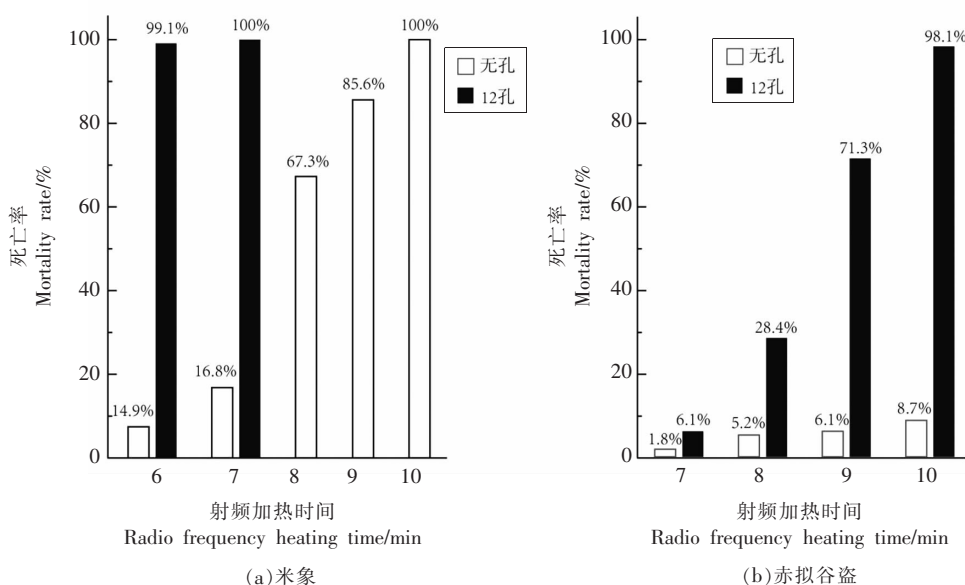 100
80
60
40
20
0
死亡率
Mortality rate/%
99.1%
100%
100%
85.6%
67.3%
16.8%
14.9%
无孔
12孔
6 7 8 9 10
射频加热时间
Radio frequency heating time/min
(a)米象
100
80
60
40
20
0
死亡率
Mortality rate/%
98.1%
71.3%
28.4%
6.1%
1.8%
5.2%
6.1%
8.7%
无孔
12孔
7 8 9 10
射频加热时间
Radio frequency heating time/min
(b)赤拟谷盗